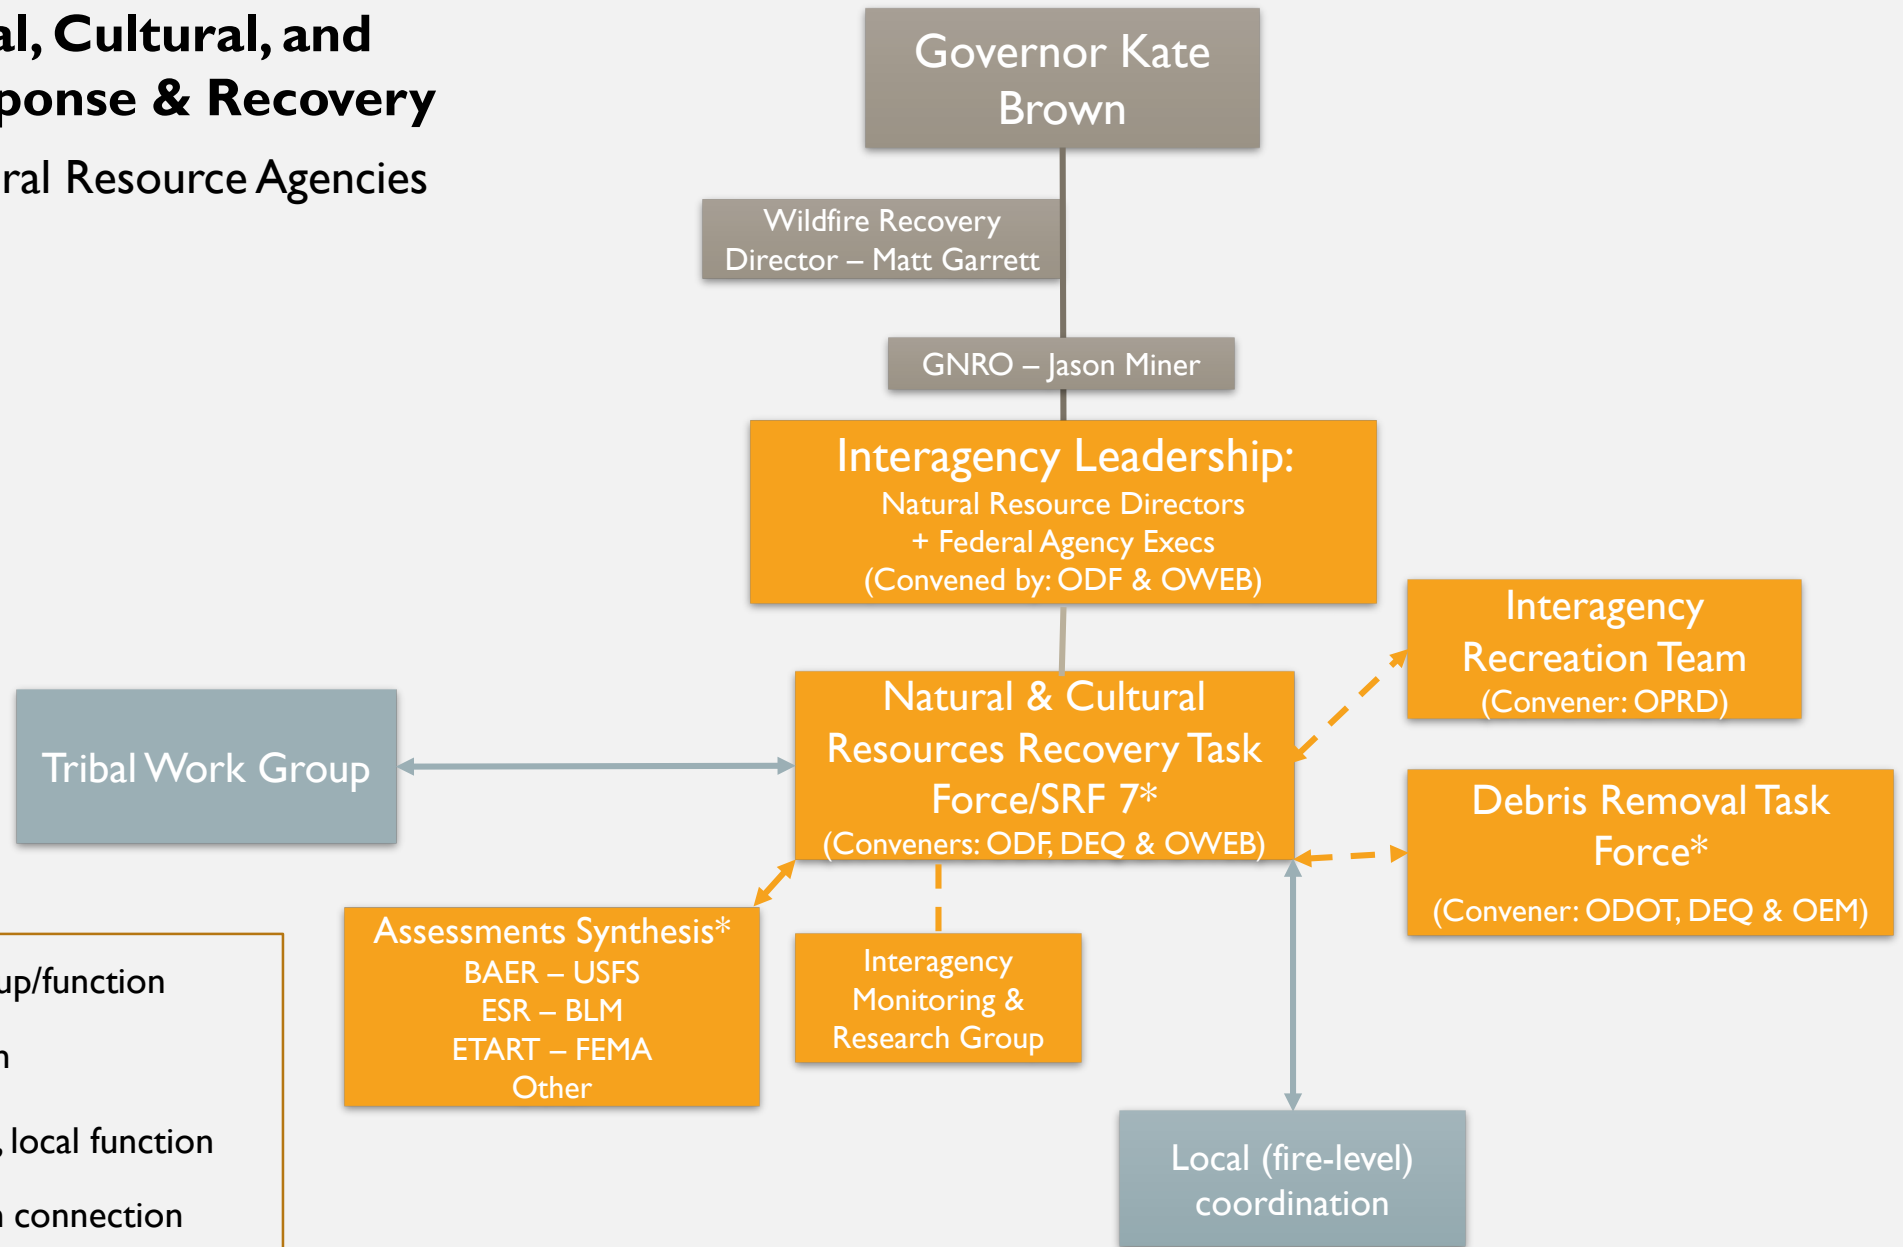 al, Cultural, and
ponse & Recovery
ral Resource Agencies
Governor Kate
Brown
Wildfire Recovery
Director – Matt Garrett
GNRO – Jason Miner
Interagency Leadership:
Natural Resource Directors
+ Federal Agency Execs
(Convened by: ODF & OWEB)
Interagency
Recreation Team
(Convener: OPRD)
Natural & Cultural
Resources Recovery Task
Force/SRF 7*
(Conveners: ODF, DEQ & OWEB)
Tribal Work Group
Debris Removal Task
Force*
(Convener: ODOT, DEQ & OEM)
Assessments Synthesis*
BAER – USFS
ESR – BLM
ETART – FEMA
Other
Interagency
Monitoring &
Research Group
Local (fire-level)
coordination
up/function
n
, local function
n connection